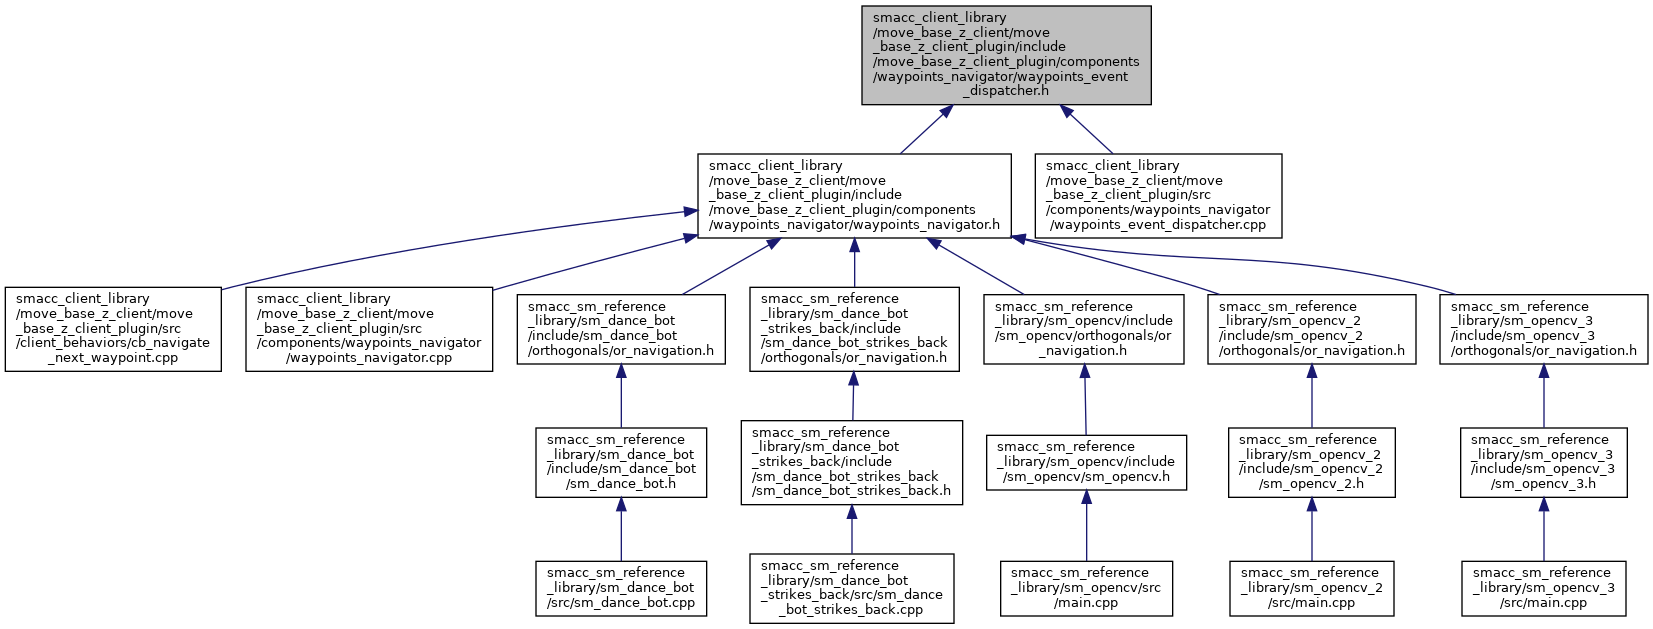 smacc_client_library
/move_base_z_client/move
_base_z_client_plugin/include
/move_base_z_client_plugin/components
/waypoints_navigator/waypoints_event
_dispatcher.h
smacc_client_library
/move_base_z_client/move
_base_z_client_plugin/include
/move_base_z_client_plugin/components
/waypoints_navigator/waypoints_navigator.h
smacc_client_library
/move_base_z_client/move
_base_z_client_plugin/src
/components/waypoints_navigator
/waypoints_event_dispatcher.cpp
smacc_client_library
/move_base_z_client/move
_base_z_client_plugin/src
/client_behaviors/cb_navigate
_next_waypoint.cpp
smacc_client_library
/move_base_z_client/move
_base_z_client_plugin/src
/components/waypoints_navigator
/waypoints_navigator.cpp
smacc_sm_reference
_library/sm_dance_bot
/include/sm_dance_bot
/orthogonals/or_navigation.h
smacc_sm_reference
_library/sm_dance_bot
_strikes_back/include
/sm_dance_bot_strikes_back
/orthogonals/or_navigation.h
smacc_sm_reference
_library/sm_opencv/include
/sm_opencv/orthogonals/or
_navigation.h
smacc_sm_reference
_library/sm_opencv_2
/include/sm_opencv_2
/orthogonals/or_navigation.h
smacc_sm_reference
_library/sm_opencv_3
/include/sm_opencv_3
/orthogonals/or_navigation.h
smacc_sm_reference
_library/sm_dance_bot
/include/sm_dance_bot
/sm_dance_bot.h
smacc_sm_reference
_library/sm_dance_bot
_strikes_back/include
/sm_dance_bot_strikes_back
/sm_dance_bot_strikes_back.h
smacc_sm_reference
_library/sm_opencv/include
/sm_opencv/sm_opencv.h
smacc_sm_reference
_library/sm_opencv_2
/include/sm_opencv_2
/sm_opencv_2.h
smacc_sm_reference
_library/sm_opencv_3
/include/sm_opencv_3
/sm_opencv_3.h
smacc_sm_reference
_library/sm_dance_bot
/src/sm_dance_bot.cpp
smacc_sm_reference
_library/sm_dance_bot
_strikes_back/src/sm_dance
_bot_strikes_back.cpp
smacc_sm_reference
_library/sm_opencv/src
/main.cpp
smacc_sm_reference
_library/sm_opencv_2
/src/main.cpp
smacc_sm_reference
_library/sm_opencv_3
/src/main.cpp